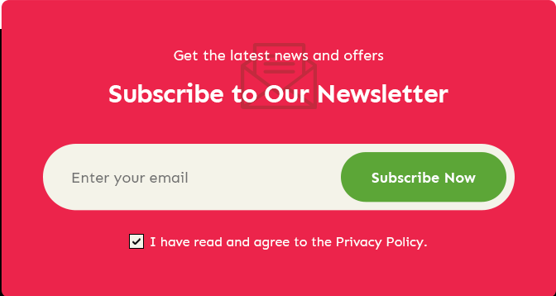 Get the latest news and offers
Subscribe to Our Newsletter
Enter your email
Subscribe Now
I have read and agree to the Privacy Policy.